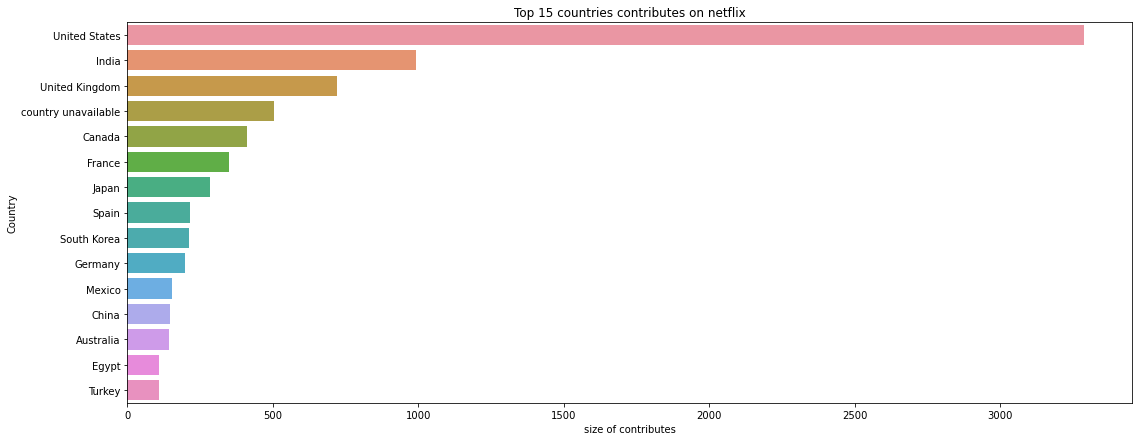 Top 15 countries contributes on netflix
Country
United States
India
United Kingdom
country unavailable
Canada
France
Japan
Spain
South Korea
Germany
Mexico
China
Australia
Egypt
Turkey
0 500 1000 1500 2000 2500 3000
size of contributes